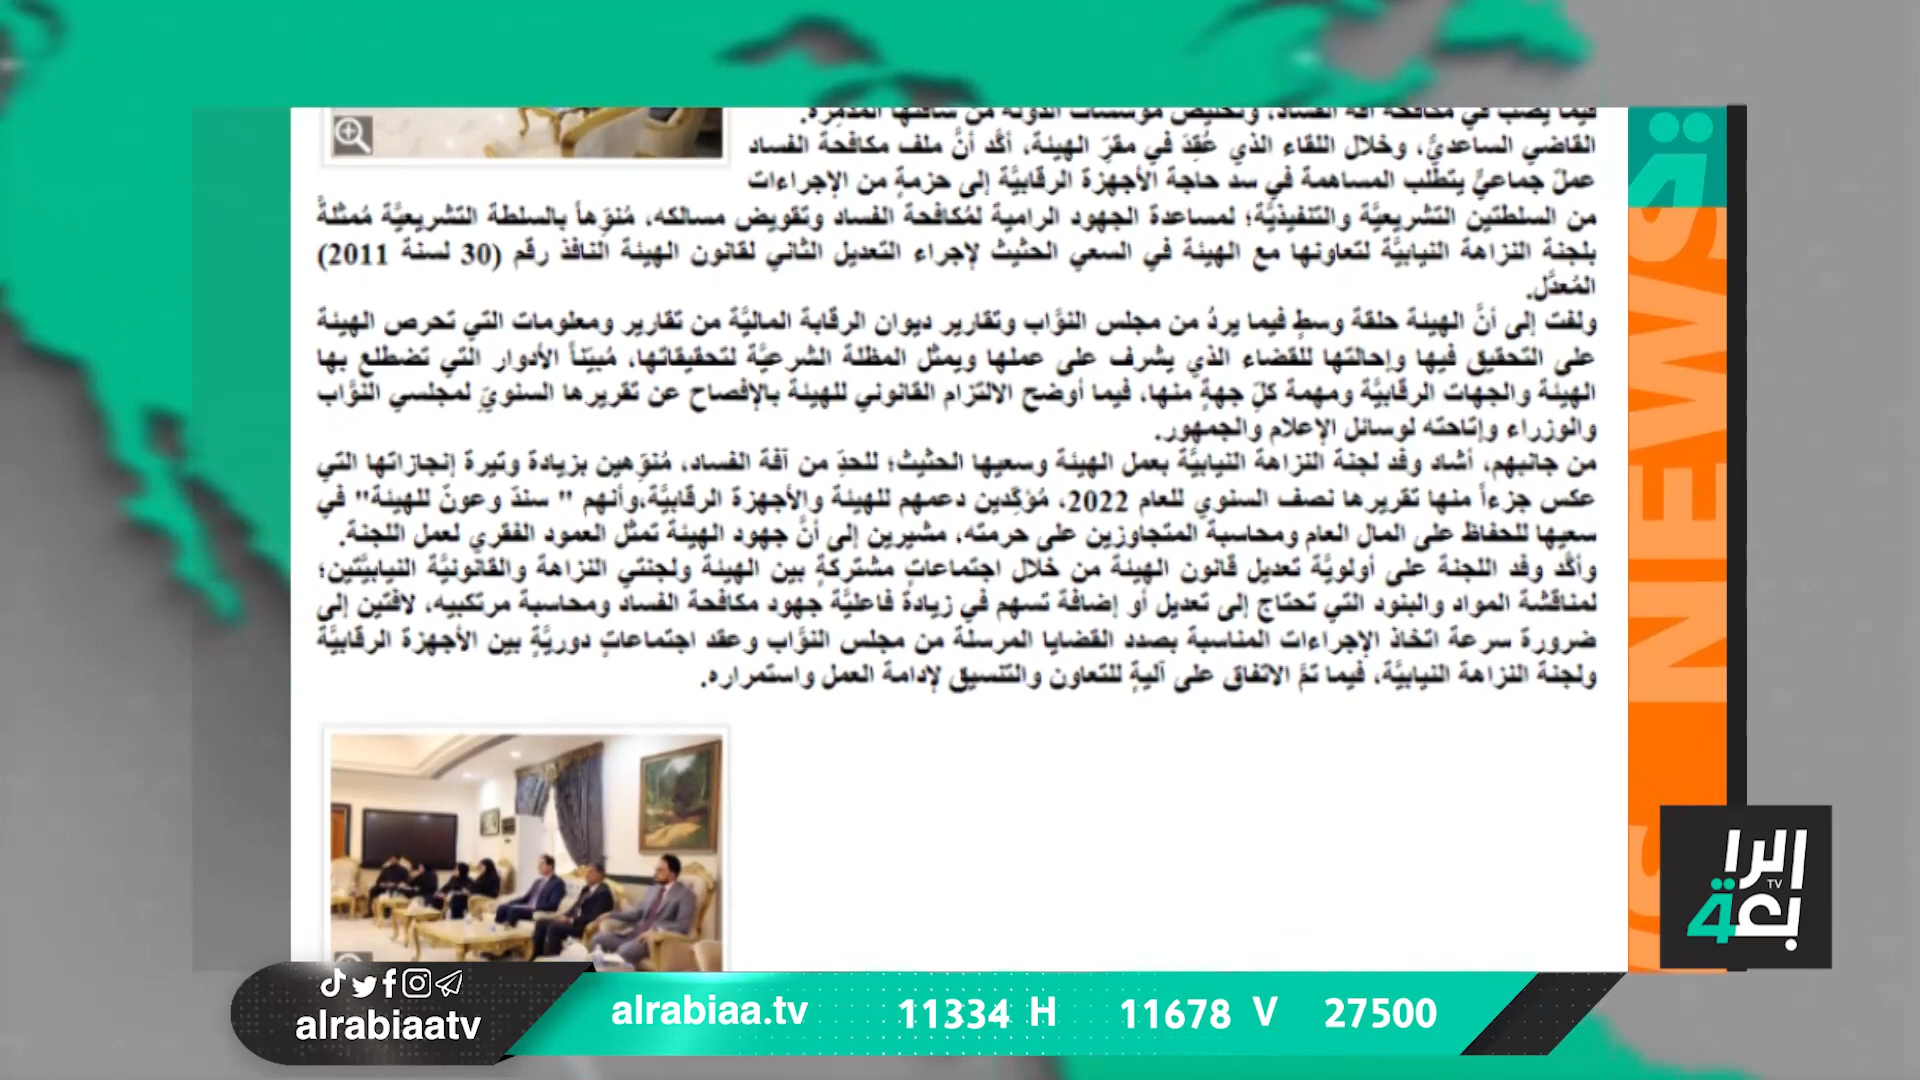 فيما يصب في مكافحة آفة الفساد، وتخليص مؤسسات الدولة من
القاضي الساعديُّ، وخلال اللقاء الذي عُقِدَ في مقرّ الهيئة، أكَّد أنَّ ملف مكافحة الفساد
عملٌ جماعيٌّ يتطلَّب المساهمة في سد حاجة الأجهزة الرقابيَّة إلى حزمةٍ من الإجراءات
من السلطتين التشريعيَّة والتنفيذيَّة؛ لمساعدة الجهود الرامية لمُكافحة الفساد وتقويض مسالكه، مُنوّهاً بالسلطة التشريعيَّة مُمثَّلةً
بلجنة النزاهة النيابيَّة لتعاونها مع الهيئة في السعي الحثيث لإجراء التعديل الثاني لقانون الهيئة النافذ رقم (30 لسنة 2011)
المُعدَّل.
ولفت إلى أنَّ الهيئة حلقة وسطٍ فيما يردُ من مجلس النوَّاب وتقارير ديوان الرقابة الماليَّة من تقارير ومعلومات التي تحرص الهيئة
على التحقيق فيها وإحالتها للقضاء الذي يشرف على عملها ويمثّل المظلة الشرعيَّة لتحقيقاتها، مُبيّناً الأدوار التي تضطلع بها
الهيئة والجهات الرقابيَّة ومهمة كلّ جهةٍ منها، فيما أوضح الالتزام القانوني للهيئة بالإفصاح عن تقريرها السنويّ لمجلسي النوَّاب
والوزراء وإتاحته لوسائل الإعلام والجمهور.
من جانبهم، أشاد وفد لجنة النزاهة النيابيَّة بعمل الهيئة وسعيها الحثيث؛ للحدّ من آفة الفساد، مُنوّهين بزيادة وتيرة إنجازاتها التي
عكس جزءاً منها تقريرها نصف السنوي للعام 2022، مُؤكّدين دعمهم للهيئة والأجهزة الرقابيَّة،وأنهم " سندٌ وعونٌ للهيئة" في
سعيها للحفاظ على المال العام ومحاسبة المتجاوزين على حرمته، مشيرين إلى أنَّ جهود الهيئة تمثّل العمود الفقري لعمل اللجنة.
وأكَّد وفد اللجنة على أولويَّة تعديل قانون الهيئة من خلال اجتماعاتٍ مشتركةٍ بين الهيئة ولجنتي النزاهة والقانونيَّة النيابيَّتين؛
لمناقشة المواد والبنود التي تحتاج إلى تعديل أو إضافة تسهم في زيادة فاعليَّة جهود مكافحة الفساد ومحاسبة مرتكبيه، لافتين إلى
ضرورة سرعة اتخاذ الإجراءات المناسبة بصدد القضايا المرسلة من مجلس النوَّاب وعقد اجتماعاتٍ دوريَّةٍ بين الأجهزة الرقابيَّة
ولجنة النزاهة النيابيَّة، فيما تمَّ الاتفاق على آليةٍ للتعاون والتنسيق لإدامة العمل واستمراره.
NEWS
الرا
TV
بعة
alrabiaatv
alrabiaa.tv 11334 H 11678 V 27500